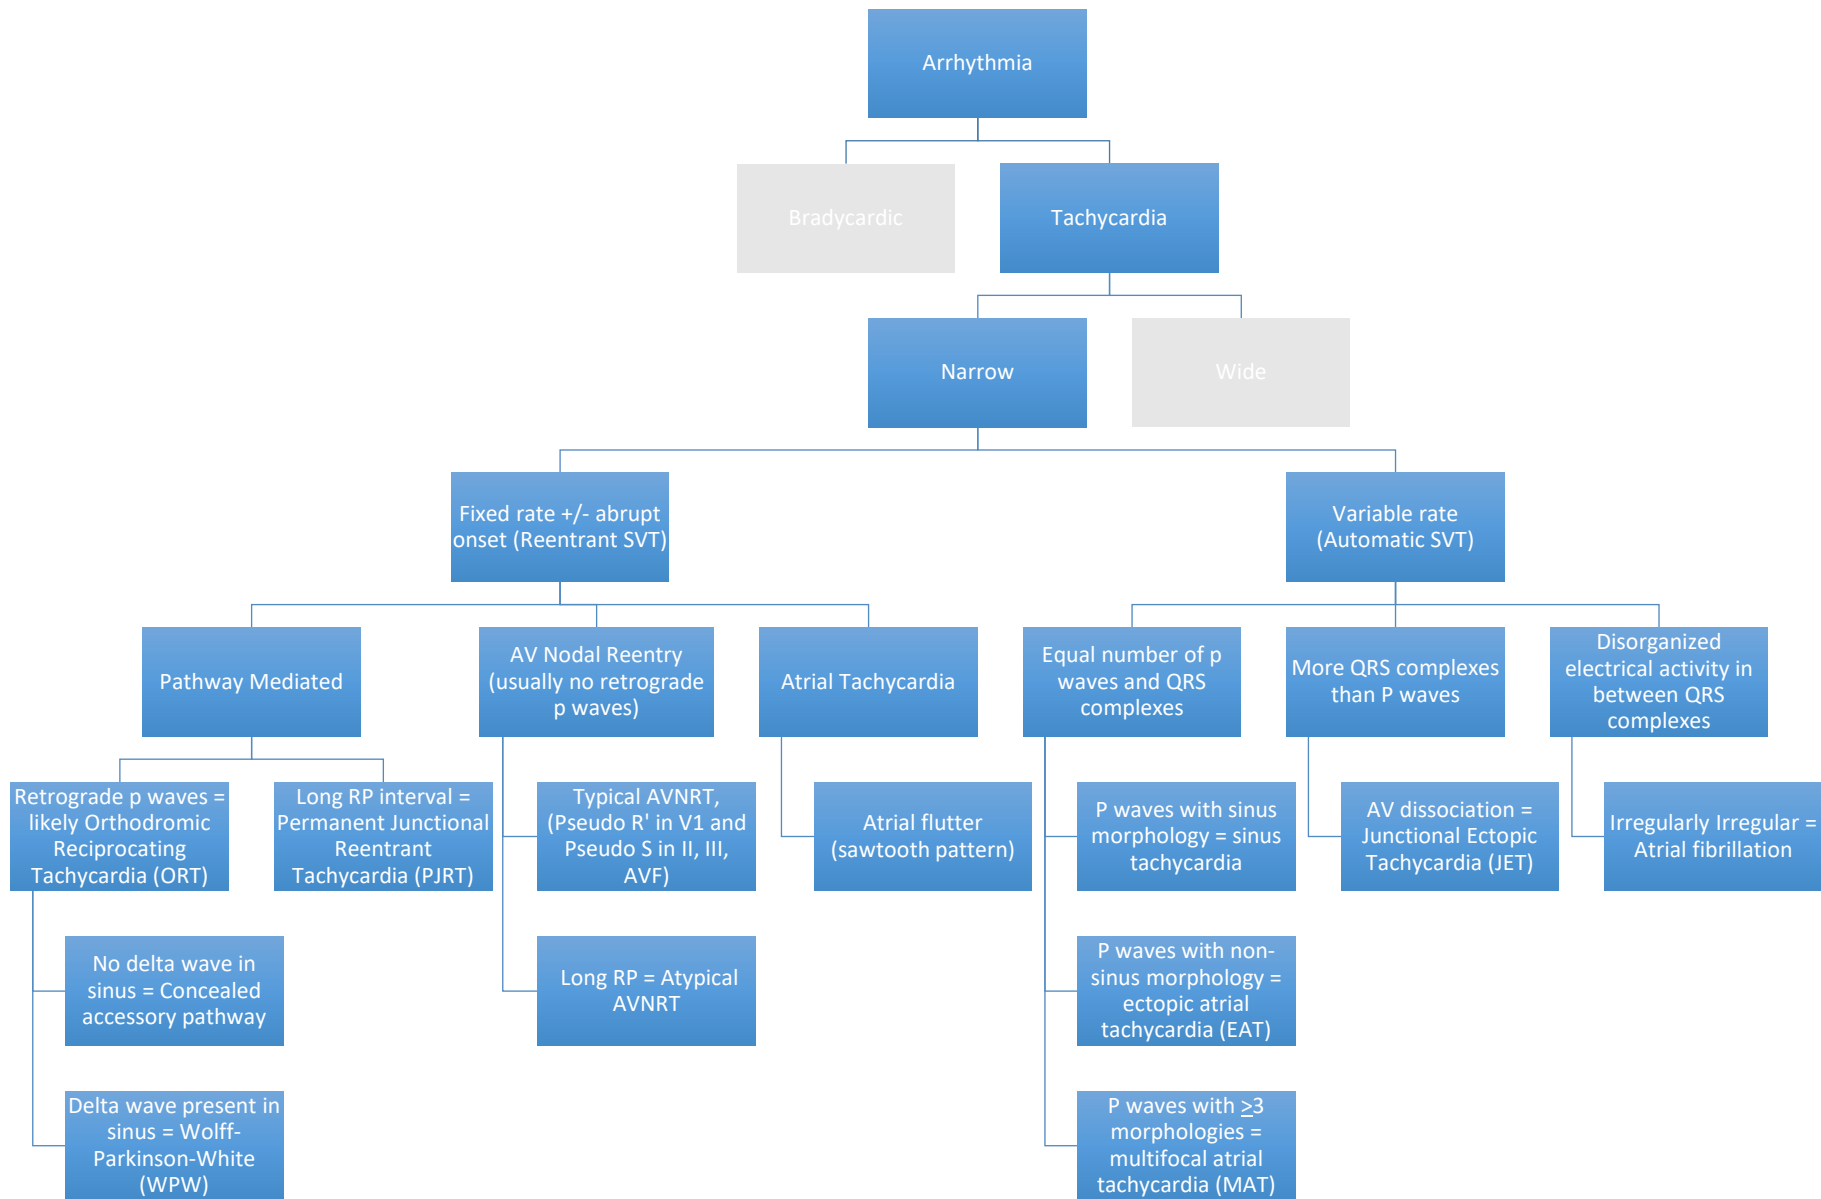 Arrhythmia
Bradycardic
Tachycardia
Narrow
Wide
Fixed rate +/- abrupt
onset (Reentrant SVT)
Variable rate
(Automatic SVT)
Pathway Mediated
AV Nodal Reentry
(usually no retrograde
p waves)
Atrial Tachycardia
Equal number of p
waves and QRS
complexes
More QRS complexes
than P waves
Disorganized
electrical activity in
between QRS
complexes
Retrograde p waves =
likely Orthodromic
Reciprocating
Tachycardia (ORT)
Long RP interval =
Permanent Junctional
Reentrant
Tachycardia (PJRT)
Typical AVNRT,
(Pseudo R' in V1 and
Pseudo S in II, III,
AVF)
Atrial flutter
(sawtooth pattern)
P waves with sinus
morphology = sinus
tachycardia
AV dissociation =
Junctional Ectopic
Tachycardia (JET)
Irregularly Irregular =
Atrial fibrillation
No delta wave in
sinus = Concealed
accessory pathway
Long RP = Atypical
AVNRT
P waves with non-
sinus morphology =
ectopic atrial
tachycardia (EAT)
Delta wave present in
sinus = Wolff-
Parkinson-White
(WPW)
P waves with >3
morphologies =
multifocal atrial
tachycardia (MAT)